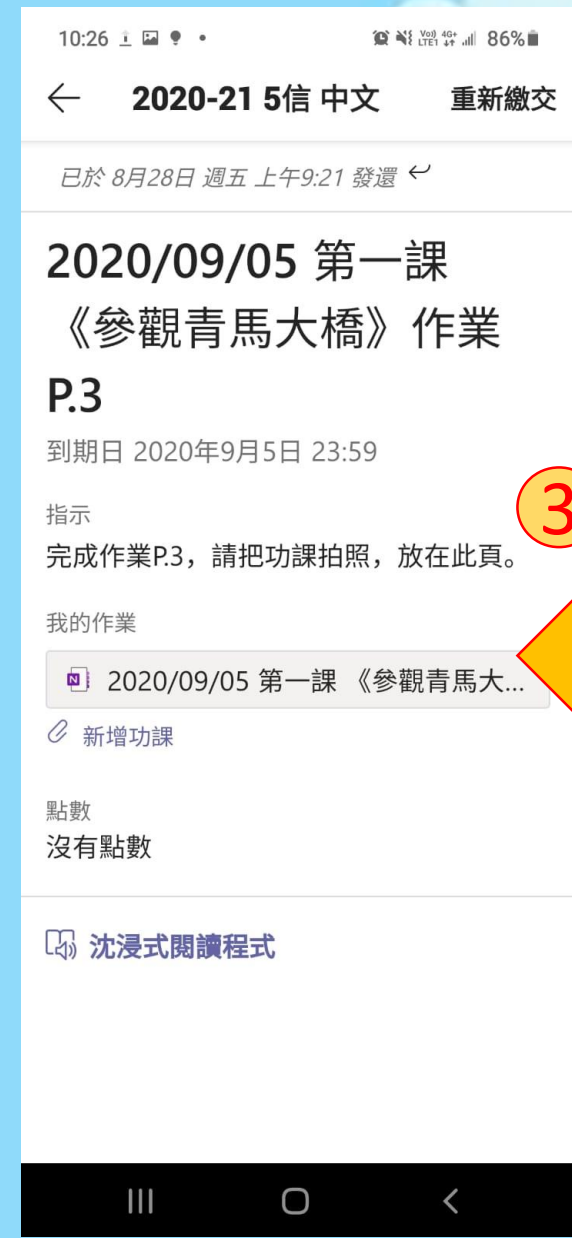 10:26 Vo)) LTE1 4G+ 86%
2020-21 5信 中文 重新繳交
已於 8月28日 週五 上午9:21 發還
2020/09/05 第一課
《參觀青馬大橋》作業
P.3
到期日 2020年9月5日 23:59
指示
3
完成作業P.3，請把功課拍照，放在此頁。
我的作業
N 2020/09/05 第一課 《參觀青馬大...
新增功課
點數
沒有點數
沈浸式閱讀程式